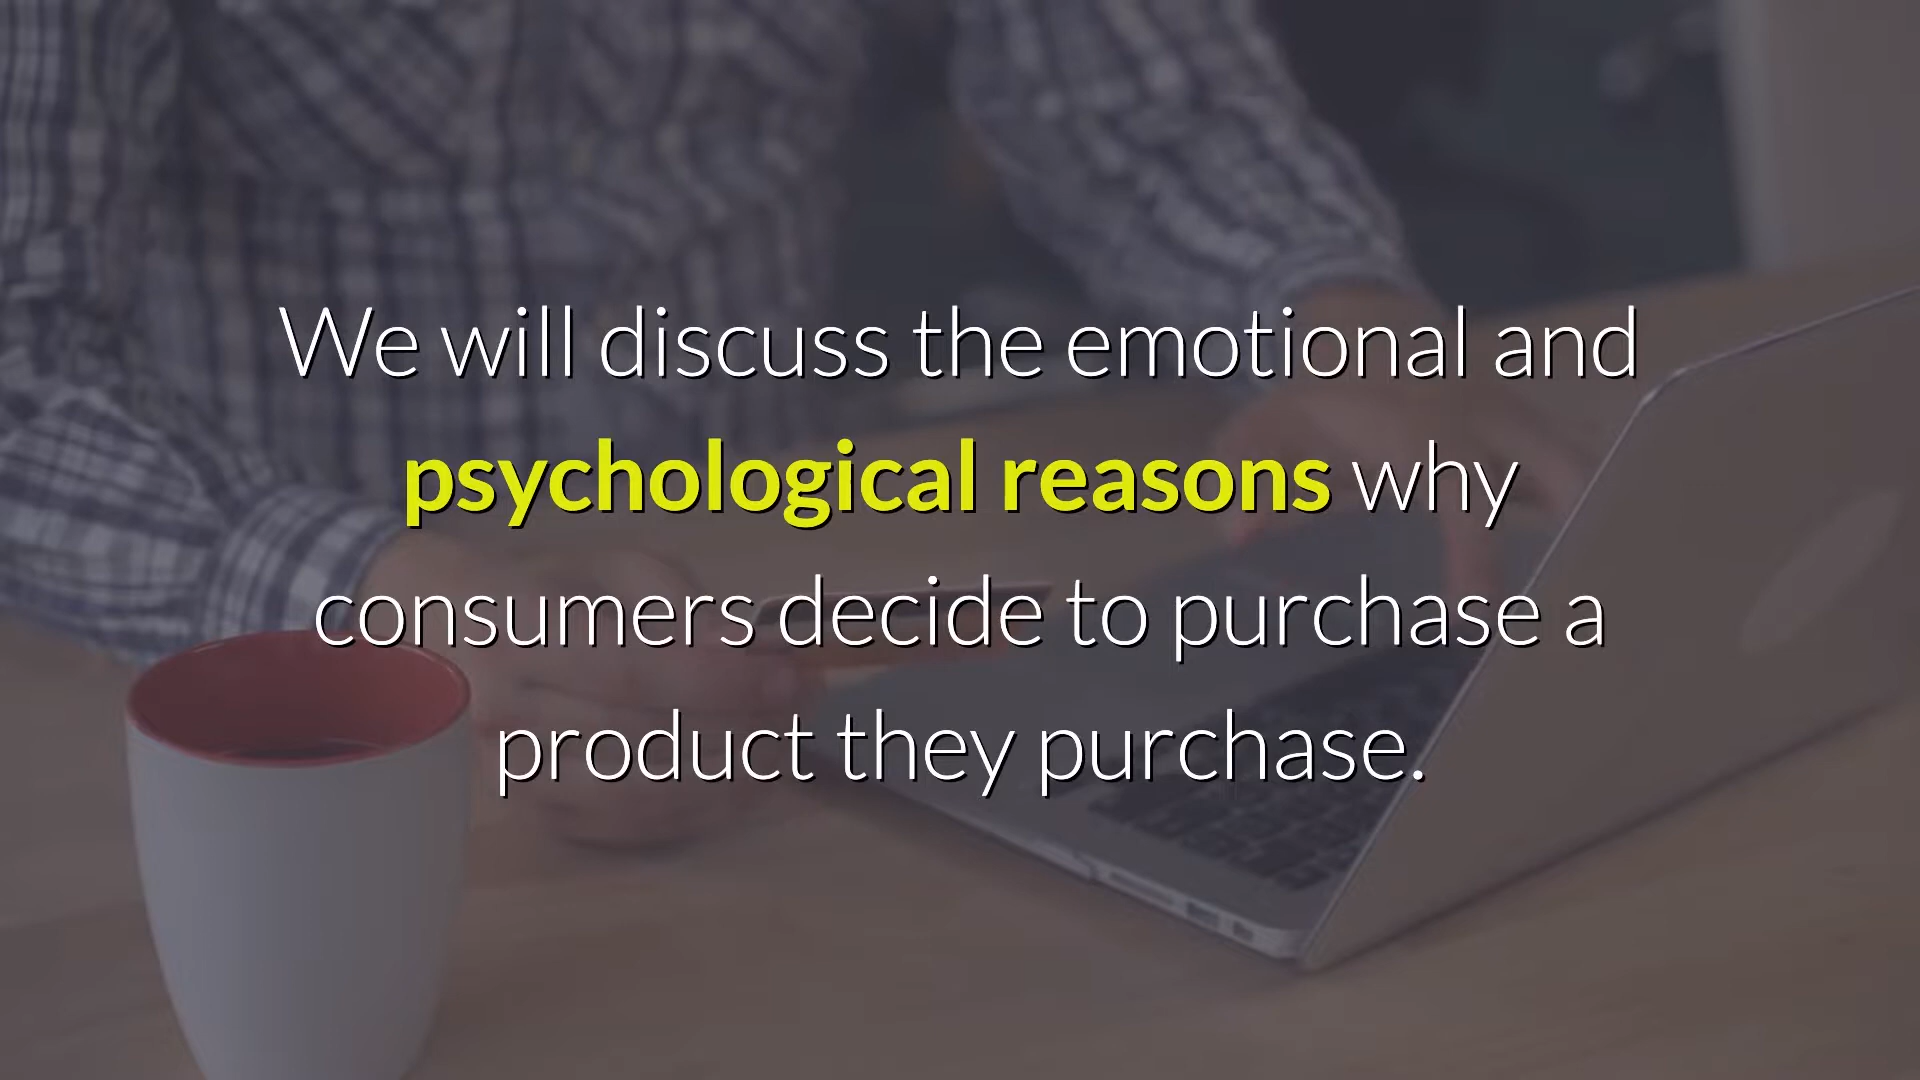 We will discuss the emotional and
psychological reasons why
consumers decide to purchase a
product they purchase.